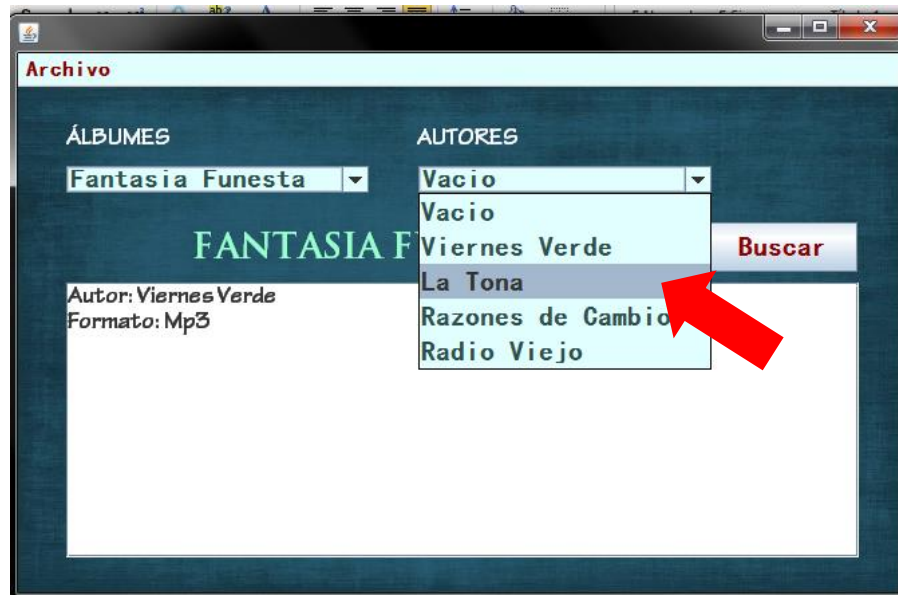 Archivo
ÁLBUMES
AUTORES
Fantasia Funesta
Vacio
Vacio
Viernes Verde
La Tona
Razones de Cambio
Radio Viejo
FANTASIA F
Buscar
Autor: Viernes Verde
Formato: Mp3